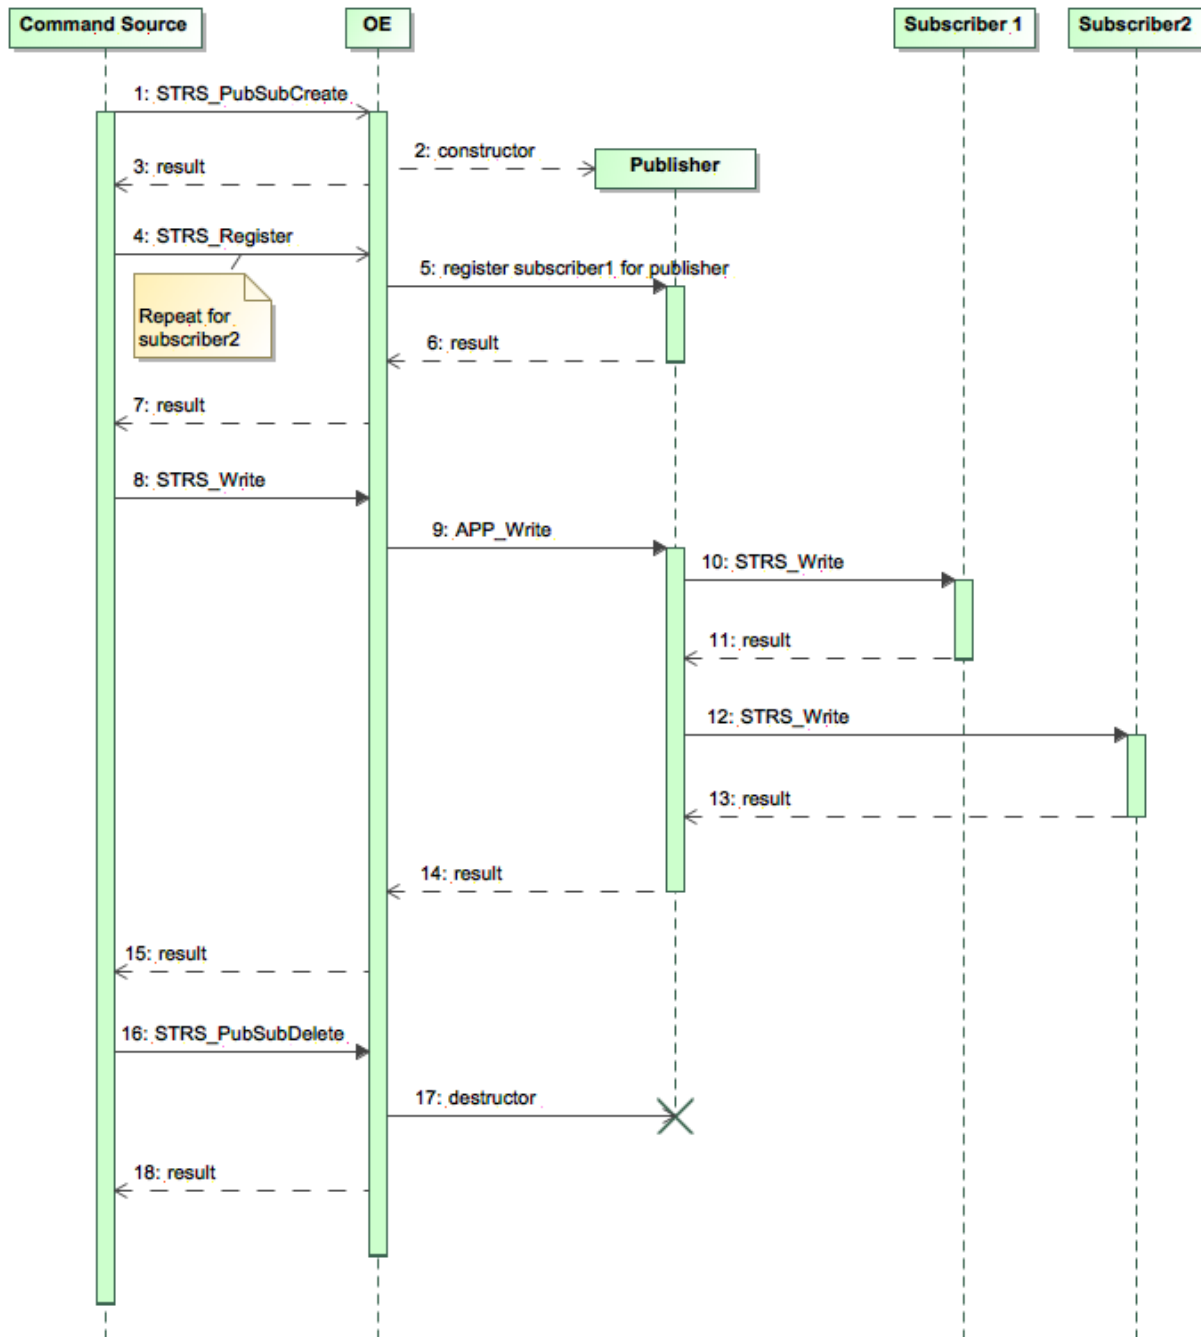 Command Source
OE
Subscriber 1
Subscriber2
1: STRS_PubSubCreate
2: constructor
Publisher
3: result
4: STRS_Register
5: register subscriber1 for publisher
Repeat for
subscriber2
6: result
7: result
8: STRS_Write
9: APP_Write
10: STRS_Write
11: result
12: STRS_Write
13: result
14: result
15: result
16: STRS_PubSubDelete
17: destructor
18: result